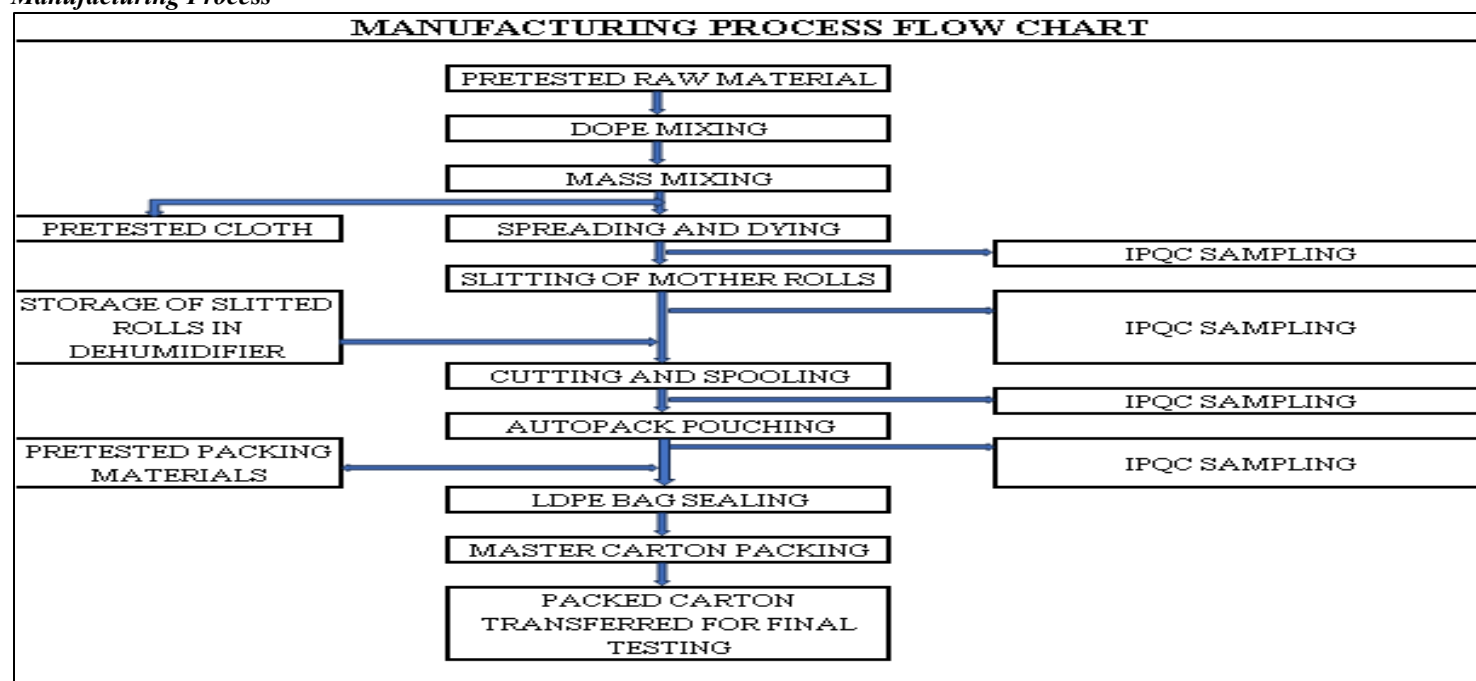 Manufacturing Process
MANUFACTURING PROCESS FLOW CHART
PRETESTED RAW MATERIAL
DOPE MIXING
MASS MIXING
PRETESTED CLOTH
SPREADING AND DYING
IPQC SAMPLING
SLITTING OF MOTHER ROLLS
STORAGE OF SLITTED
ROLLS IN
DEHUMIDIFIER
IPQC SAMPLING
CUTTING AND SPOOLING
IPQC SAMPLING
AUTOPACK POUCHING
PRETESTED PACKING
MATERIALS
IPQC SAMPLING
LDPE BAG SEALING
MASTER CARTON PACKING
PACKED CARTON
TRANSFERRED FOR FINAL
TESTING